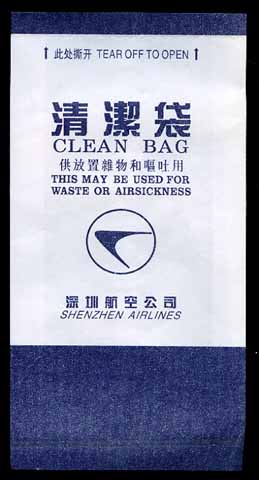 ↑ 此处撕开 TEAR OFF TO OPEN ↑
清潔袋
CLEAN BAG
供放置雜物和嘔吐用
THIS MAY BE USED FOR
WASTE OR AIRSICKNESS
深圳航空公司
SHENZHEN AIRLINES